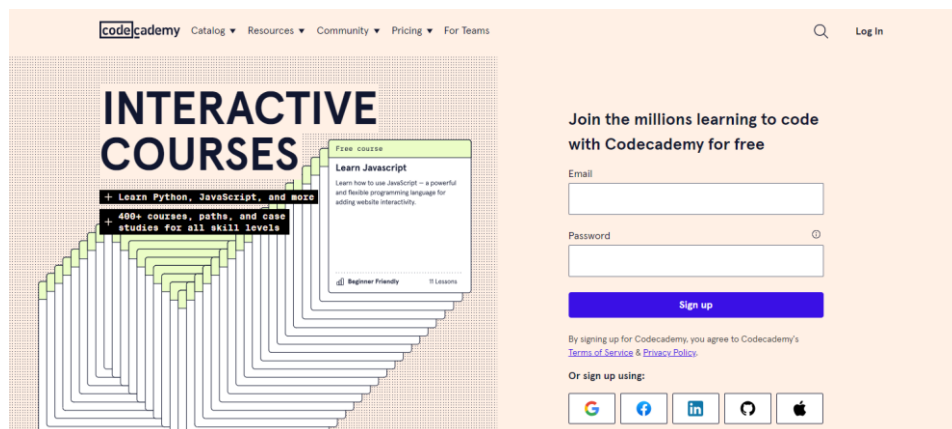 codecademy Catalog ▼ Resources ▼ Community ▼ Pricing ▼ For Teams Log In
INTERACTIVE
COURSES
+ Learn Python, JavaScript, and more
+ 400+ courses, paths, and case
studies for all skill levels
Free course
Learn Javascript
Learn how to use JavaScript — a powerful
and flexible programming language for
adding website interactivity.
Beginner Friendly 11 Lessons
Join the millions learning to code
with Codecademy for free
Email
Password
Sign up
By signing up for Codecademy, you agree to Codecademy's
Terms of Service & Privacy Policy.
Or sign up using: